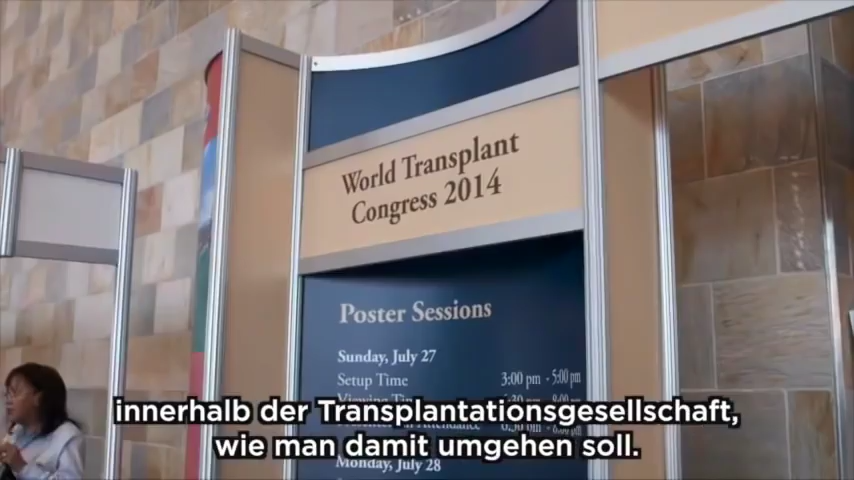 World Transplant
Congress 2014
Poster Sessions
Sunday, July 27
Setup Time 3:00 pm - 5:00 pm
innerhalb der Transplantationsgesellschaft,
wie man damit umgehen soll.
Monday, July 28